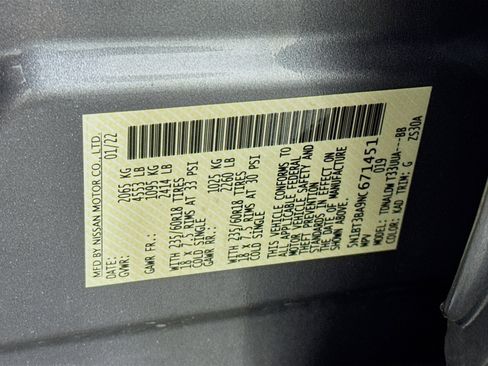 MFD BY NISSAN MOTOR CO.,LTD.
DATE: 01/22
GVWR: 2065 KG
4553 LB
GAWR FR.: 1095 KG
2414 LB
WITH 235/60R18 TIRES
18 X 7.5 RIMS AT 33 PSI
COLD SINGLE
GAWR RR.: 1025 KG
2260 LB
WITH 235/60R18 TIRES
18 X 7.5 RIMS AT 30 PSI
COLD SINGLE
THIS VEHICLE CONFORMS TO
ALL APPLICABLE FEDERAL
MOTOR VEHICLE SAFETY AND
THEFT PREVENTION
STANDARDS IN EFFECT ON
THE DATE OF MANUFACTURE
5N1BT3BA9NC671451
MPV 019
MODEL:
COLOR: KAD TRIM: G ZS30A